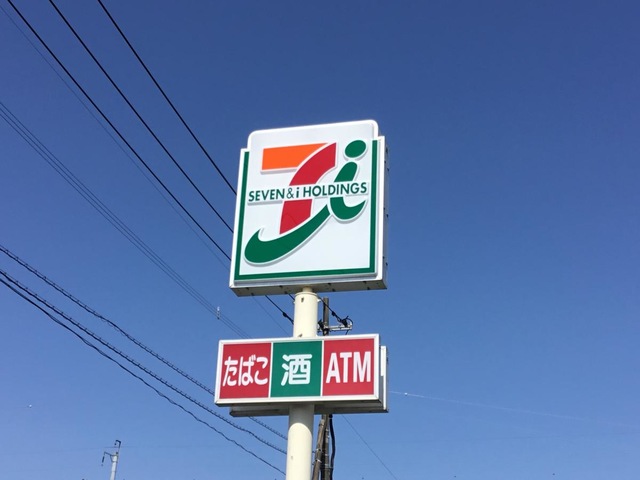 7i
SEVEN & i HOLDINGS
たばこ 酒 ATM